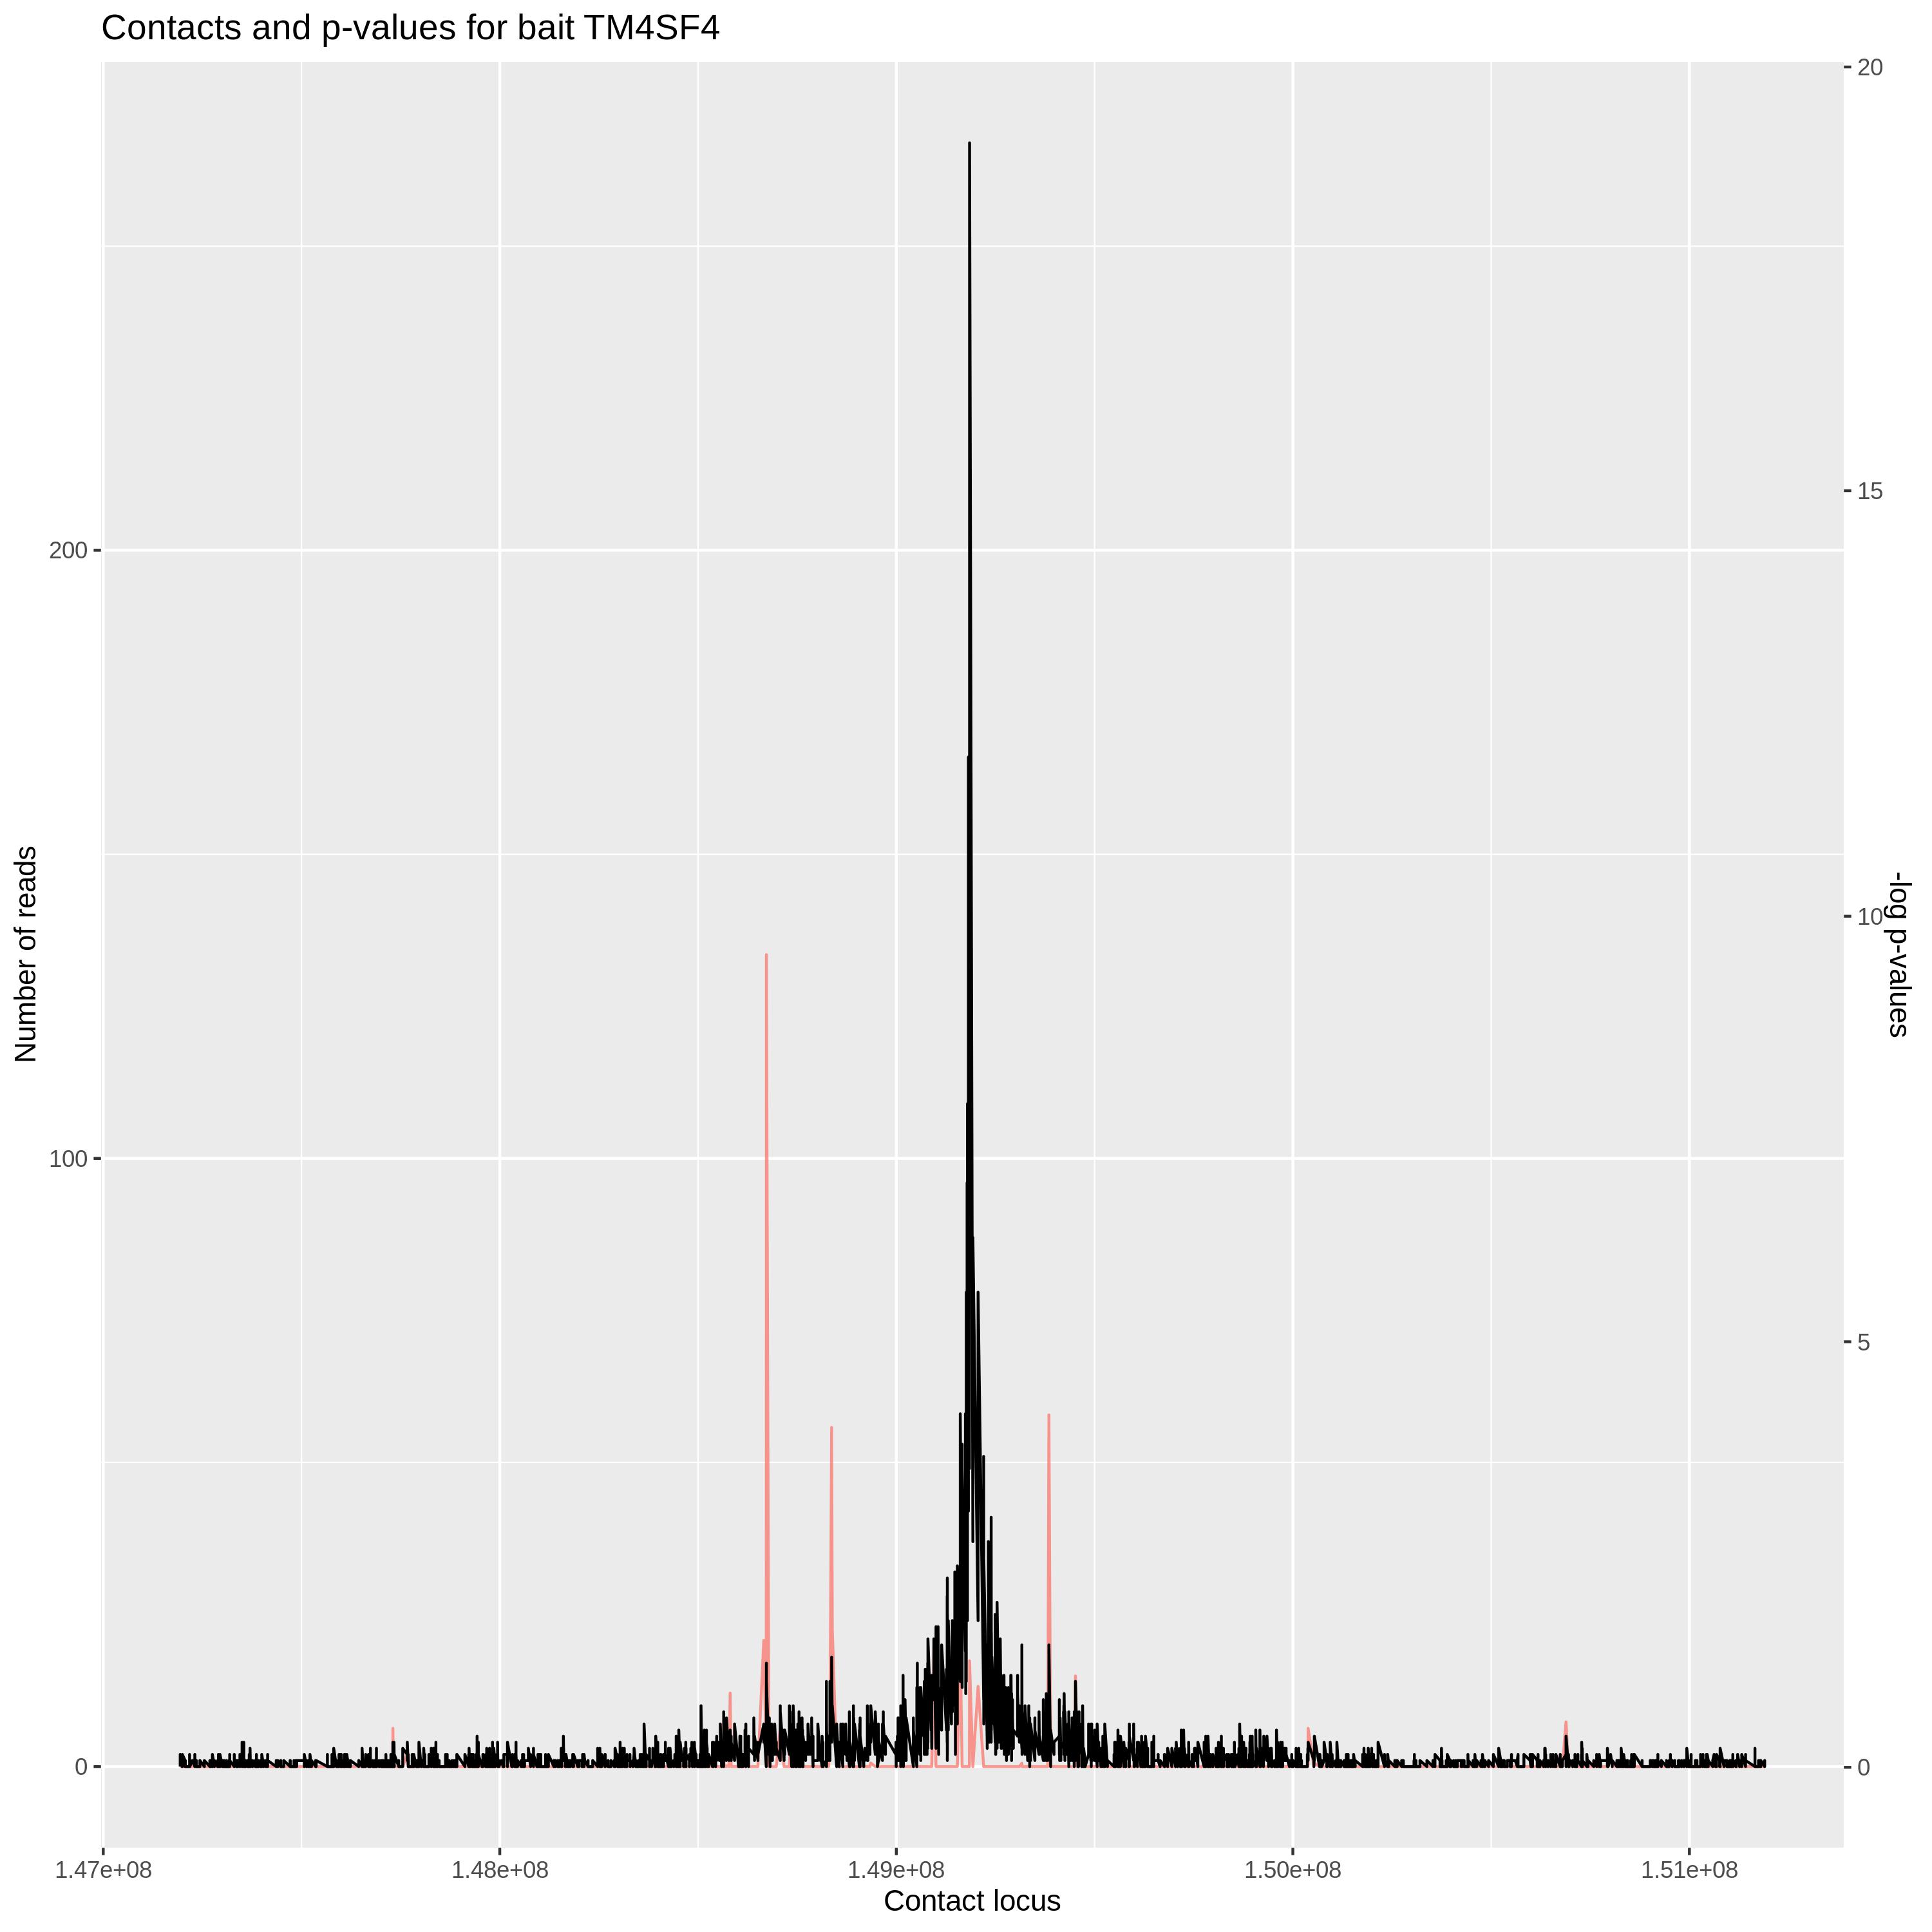 Contacts and p-values for bait TM4SF4
20
15
10
5
0
200
100
0
Number of reads
-log p-values
1.47e+08
1.48e+08
1.49e+08
1.50e+08
1.51e+08
Contact locus